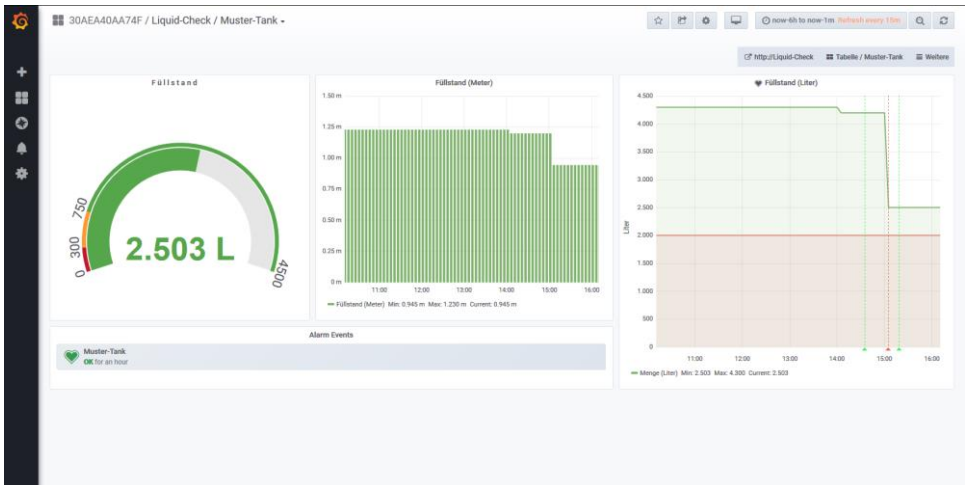 30AEA40AA74F / Liquid-Check / Muster-Tank
now-6h to now-1m Refresh every 15m
http://Liquid-Check Tabelle / Muster-Tank Weitere
Füllstand
0
300
750
4500
2.503 L
Füllstand (Meter)
1.50 m
1.25 m
1.00 m
0.75 m
0.50 m
0.25 m
0 m
11:00 12:00 13:00 14:00 15:00 16:00
Füllstand (Meter) Min: 0.945 m Max: 1.230 m Current: 0.945 m
Füllstand (Liter)
Liter
4.500
4.000
3.500
3.000
2.500
2.000
1.500
1.000
500
0
11:00 12:00 13:00 14:00 15:00 16:00
Menge (Liter) Min: 2.503 Max: 4.300 Current: 2.503
Alarm Events
Muster-Tank
OK for an hour